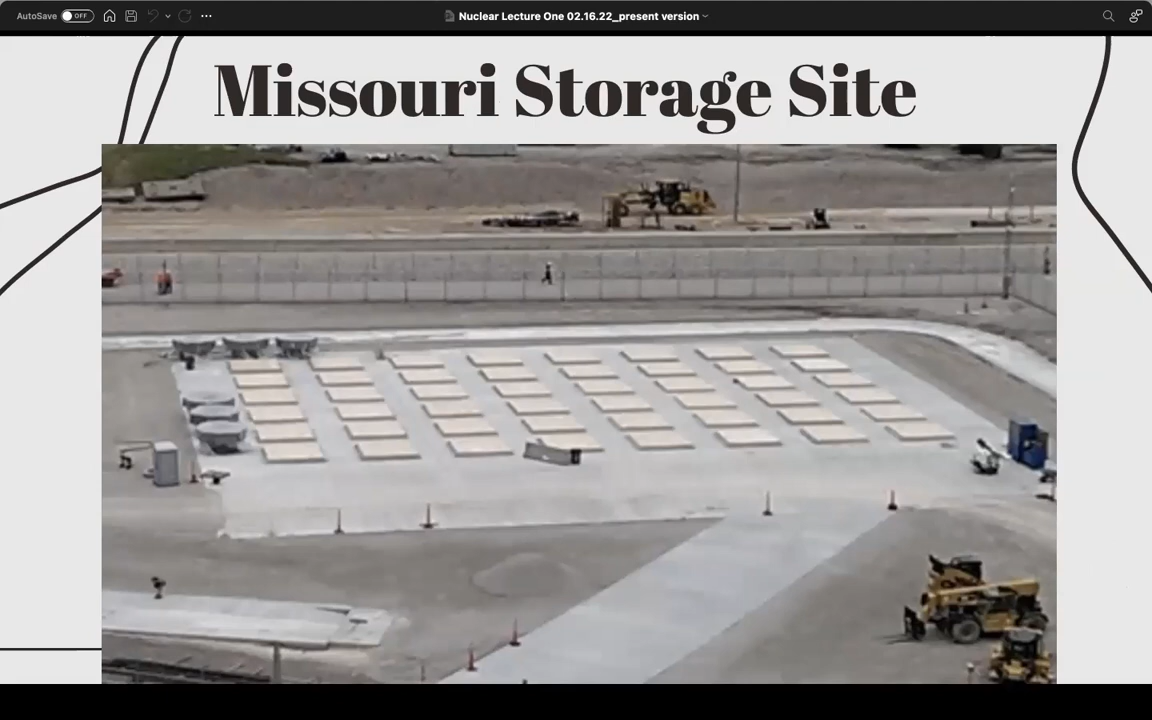 AutoSave OFF Nuclear Lecture One 02.16.22_present version
Missouri Storage Site